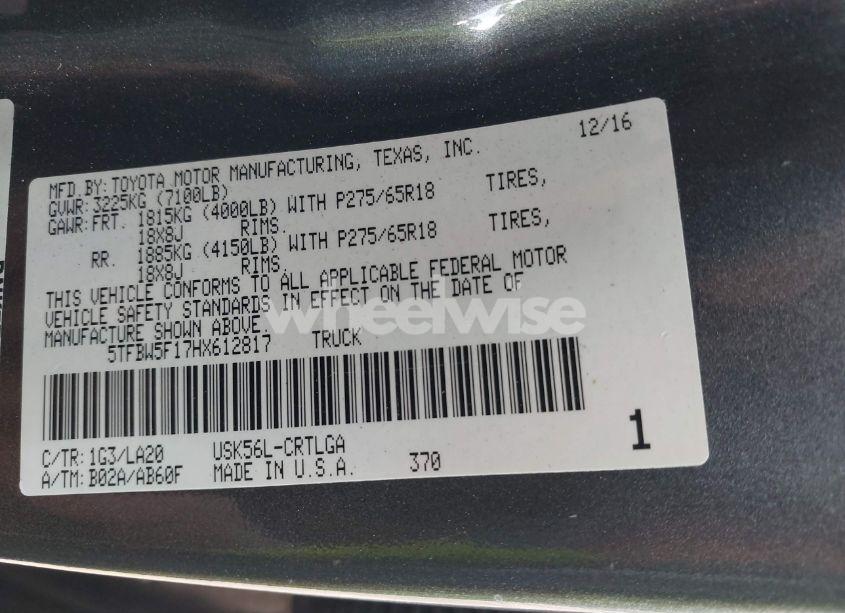 12/16
MFD.BY:TOYOTA MOTOR MANUFACTURING, TEXAS, INC.
GVWR:3225KG (7100LB)
GAWR:FRT. 1815KG (4000LB) WITH P275/65R18 TIRES,
18X8J RIMS.
RR. 1885KG (4150LB) WITH P275/65R18 TIRES,
18X8J RIMS.
THIS VEHICLE CONFORMS TO ALL APPLICABLE FEDERAL MOTOR
VEHICLE SAFETY STANDARDS IN EFFECT ON THE DATE OF
MANUFACTURE SHOWN ABOVE.
wheelwise
5TFBW5F17HX612817 TRUCK
C/TR:1G3/LA20 USK56L-CRTLGA
A/TM:B02A/AB60F MADE IN U.S.A. 370
1